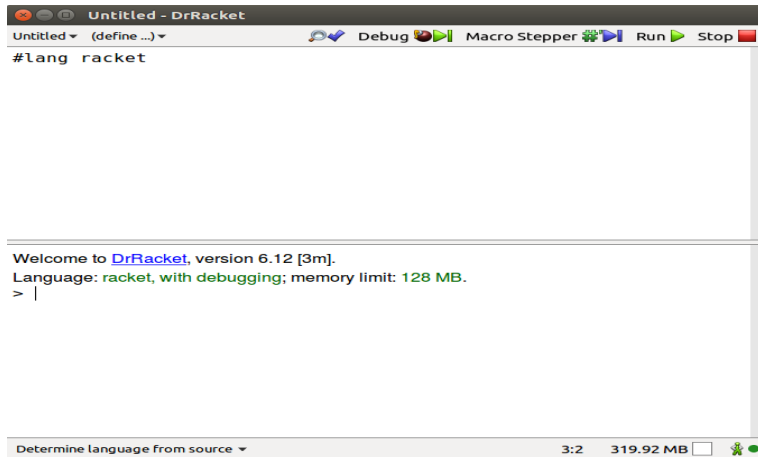 Untitled - DrRacket
Untitled (define ...) Debug Macro Stepper Run Stop
#lang racket
Welcome to DrRacket, version 6.12 [3m].
Language: racket, with debugging; memory limit: 128 MB.
>
Determine language from source 3:2 319.92 MB